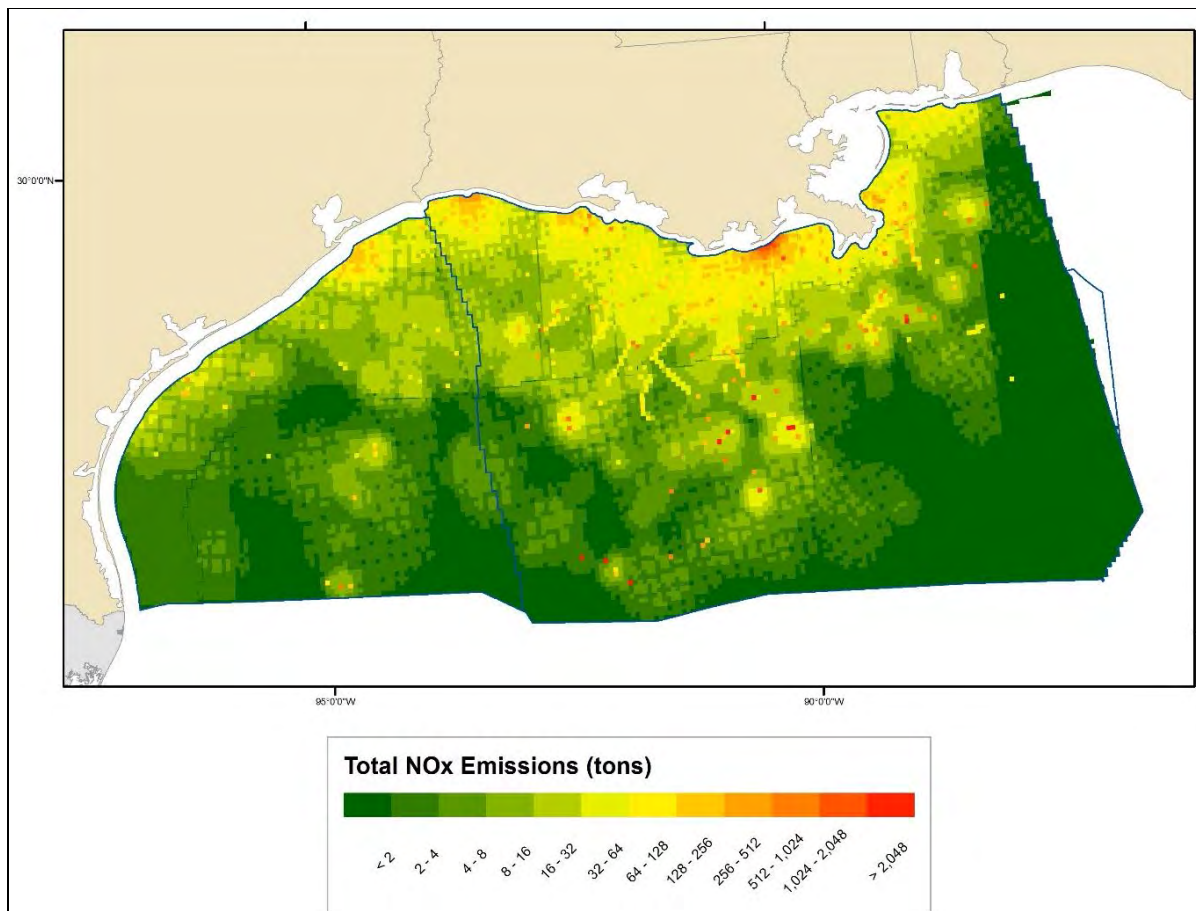 30°0'0"N
95°0'0"W 90°0'0"W
Total NOx Emissions (tons)
< 2 2 - 4 4 - 8 8 - 16 16 - 32 32 - 64 64 - 128 128 - 256 256 - 512 512 - 1,024 1,024 - 2,048 > 2,048